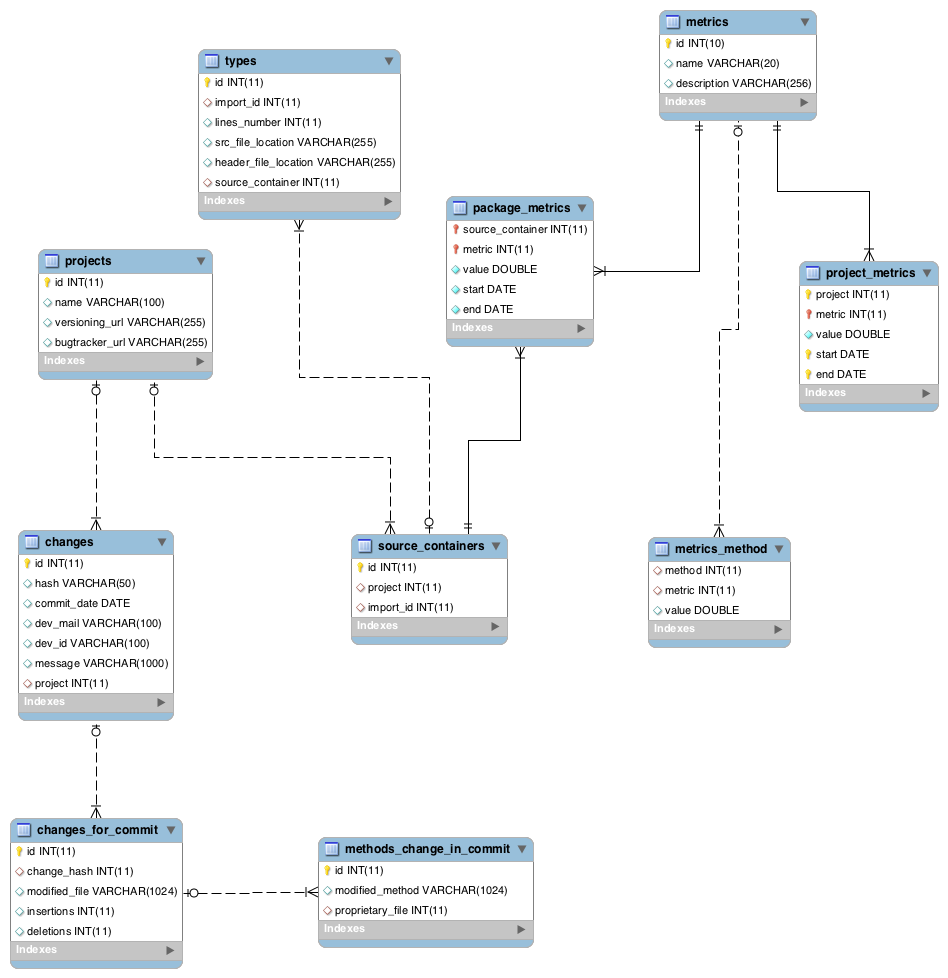 metrics
id INT(10)
name VARCHAR(20)
description VARCHAR(256)
Indexes
types
id INT(11)
import_id INT(11)
lines_number INT(11)
src_file_location VARCHAR(255)
header_file_location VARCHAR(255)
source_container INT(11)
Indexes
package_metrics
source_container INT(11)
metric INT(11)
value DOUBLE
start DATE
end DATE
Indexes
projects
id INT(11)
name VARCHAR(100)
versioning_url VARCHAR(255)
bugtracker_url VARCHAR(255)
Indexes
project_metrics
project INT(11)
metric INT(11)
value DOUBLE
start DATE
end DATE
Indexes
changes
id INT(11)
hash VARCHAR(50)
commit_date DATE
dev_mail VARCHAR(100)
dev_id VARCHAR(100)
message VARCHAR(1000)
project INT(11)
Indexes
source_containers
id INT(11)
project INT(11)
import_id INT(11)
Indexes
metrics_method
method INT(11)
metric INT(11)
value DOUBLE
Indexes
changes_for_commit
id INT(11)
change_hash INT(11)
modified_file VARCHAR(1024)
insertions INT(11)
deletions INT(11)
Indexes
methods_change_in_commit
id INT(11)
modified_method VARCHAR(1024)
proprietary_file INT(11)
Indexes